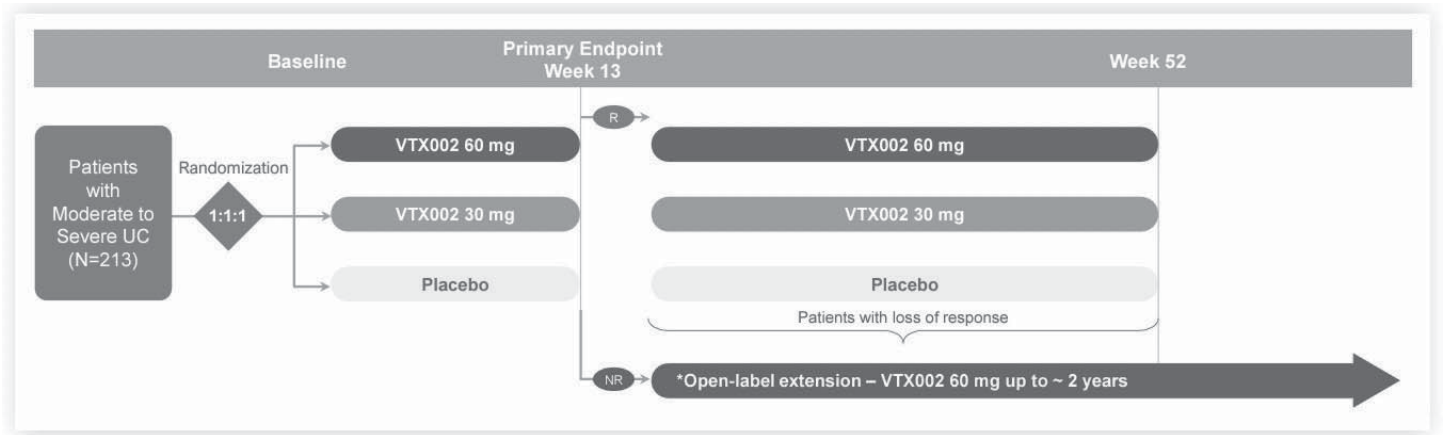 Baseline
Primary Endpoint
Week 13
Week 52
Patients
with
Moderate to
Severe UC
(N=213)
Randomization
1:1:1
VTX002 60 mg
VTX002 30 mg
Placebo
R
VTX002 60 mg
VTX002 30 mg
Placebo
Patients with loss of response
NR
*Open-label extension – VTX002 60 mg up to ~ 2 years